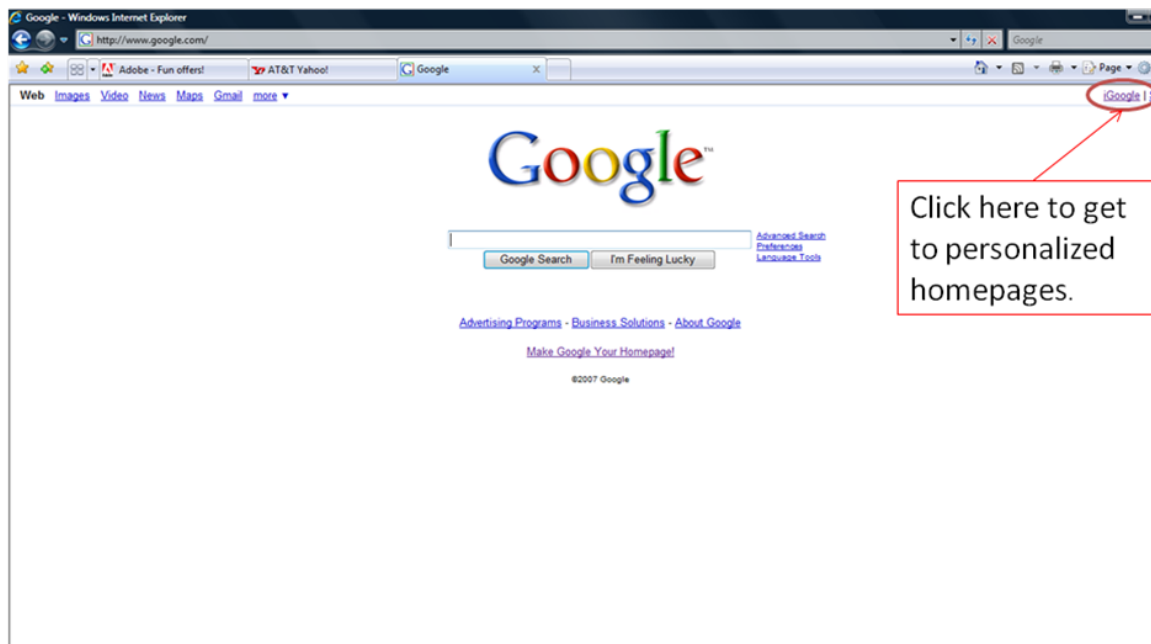 Google - Windows Internet Explorer
http://www.google.com/
Google
Adobe - Fun offers!
AT&T Yahoo!
Google
X
Page
Web Images Video News Maps Gmail more ▼
iGoogle |
Google™
Advanced Search
Preferences
Language Tools
Google Search
I'm Feeling Lucky
Click here to get
to personalized
homepages.
Advertising Programs - Business Solutions - About Google
Make Google Your Homepage!
©2007 Google